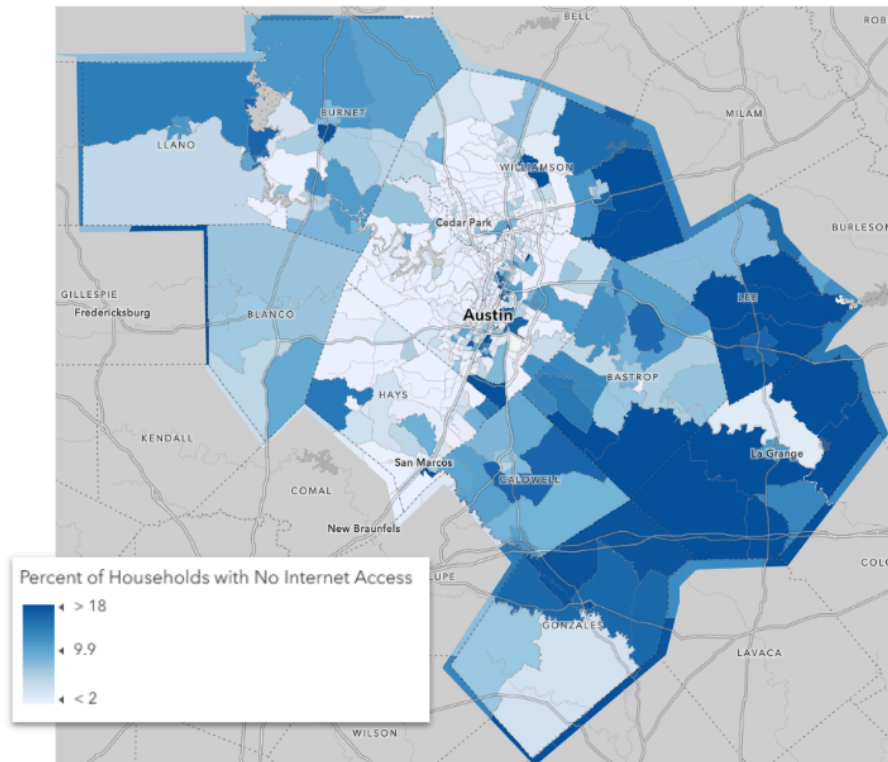 BELL
ROB
MILAM
BURNET
LLANO
WILLIAMSON
Cedar Park
BURLESON
LEE
GILLESPIE
Fredericksburg
BLANCO
Austin
BASTROP
HAYS
KENDALL
La Grange
San Marcos
COMAL
CALDWELL
New Braunfels
COLO
UPE
GONZALES
LAVACA
WILSON
Percent of Households with No Internet Access
> 18
9.9
< 2